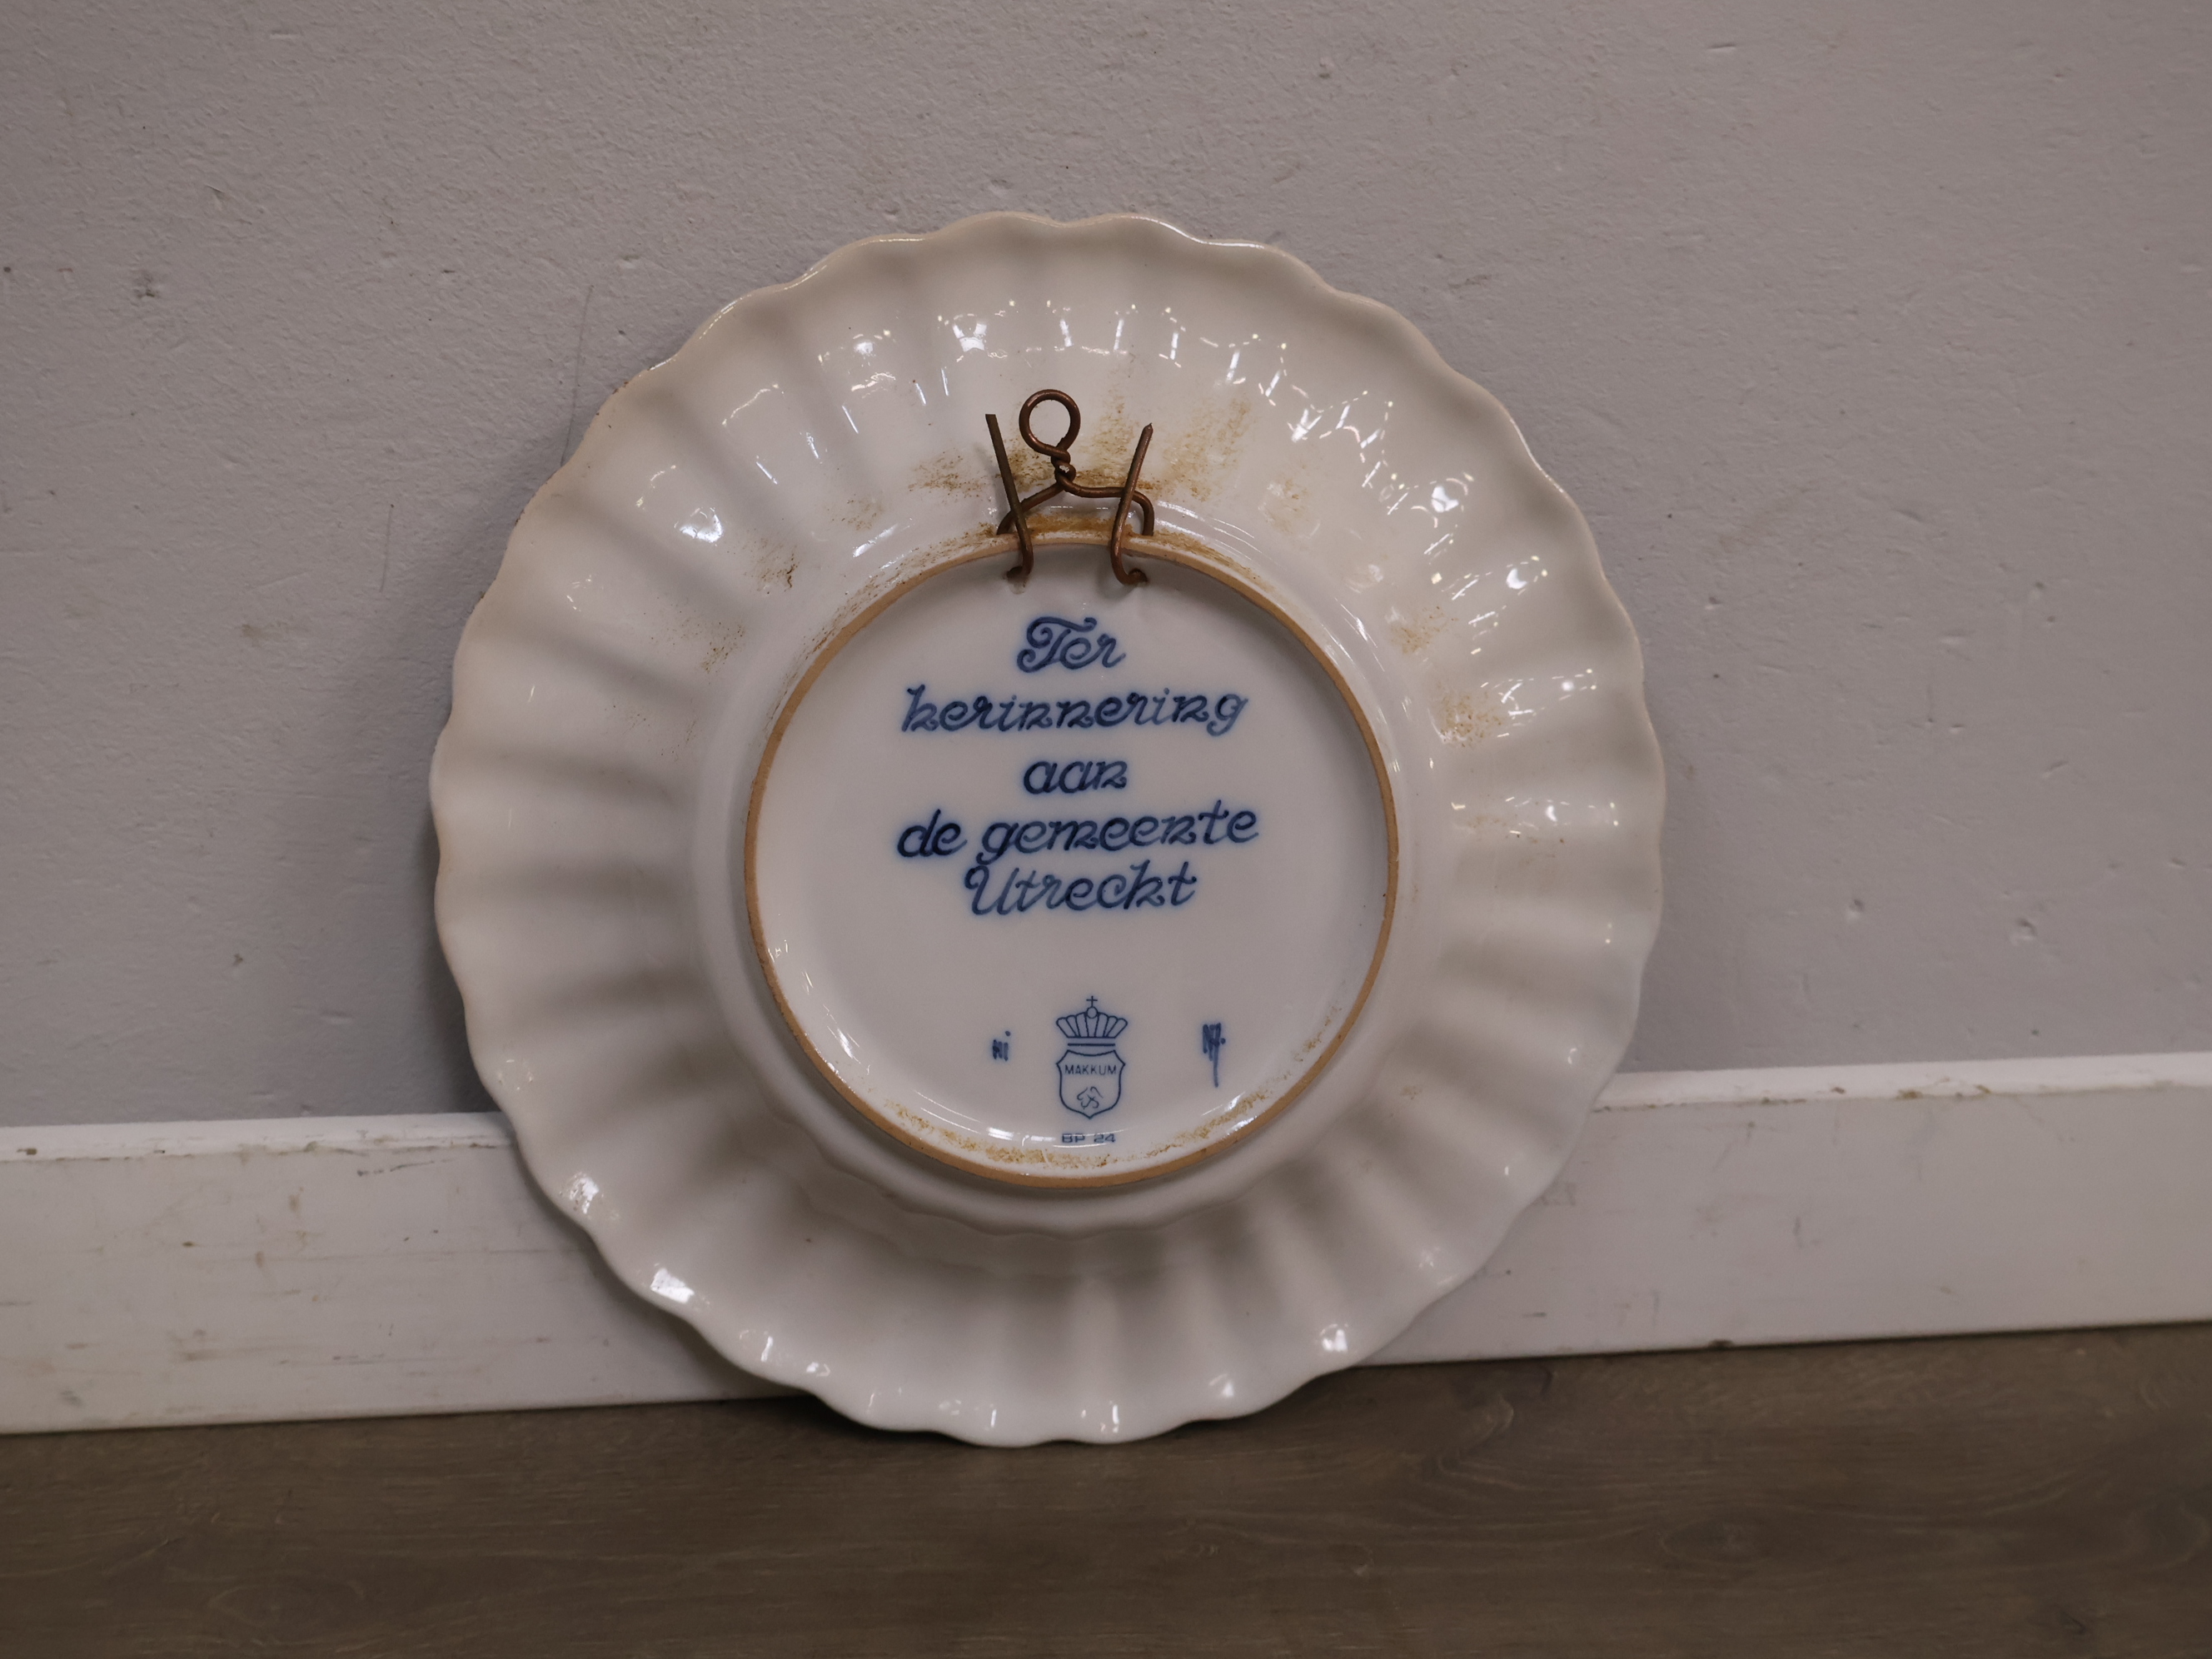 Ter
herinnering
aan
de gemeente
Utrecht
MAKKUM
BP 24